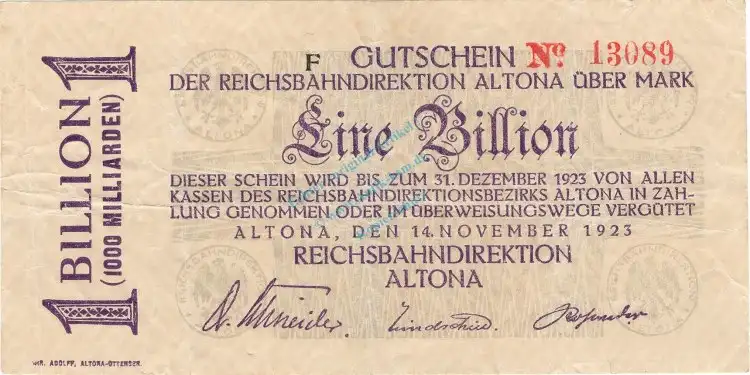 1 BILLION 1
(1000 MILLIARDEN)
F GUTSCHEIN No. 13089
DER REICHSBAHNDIREKTION ALTONA ÜBER MARK
Eine Billion
DIESER SCHEIN WIRD BIS ZUM 31. DEZEMBER 1923 VON ALLEN
KASSEN DES REICHSBAHNDIREKTIONSBEZIRKS ALTONA IN ZAH-
LUNG GENOMMEN ODER IM ÜBERWEISUNGSWEGE VERGÜTET
ALTONA, DEN 14. NOVEMBER 1923
REICHSBAHNDIREKTION
ALTONA
ADOLFF, ALTONA-OTTENSEN.